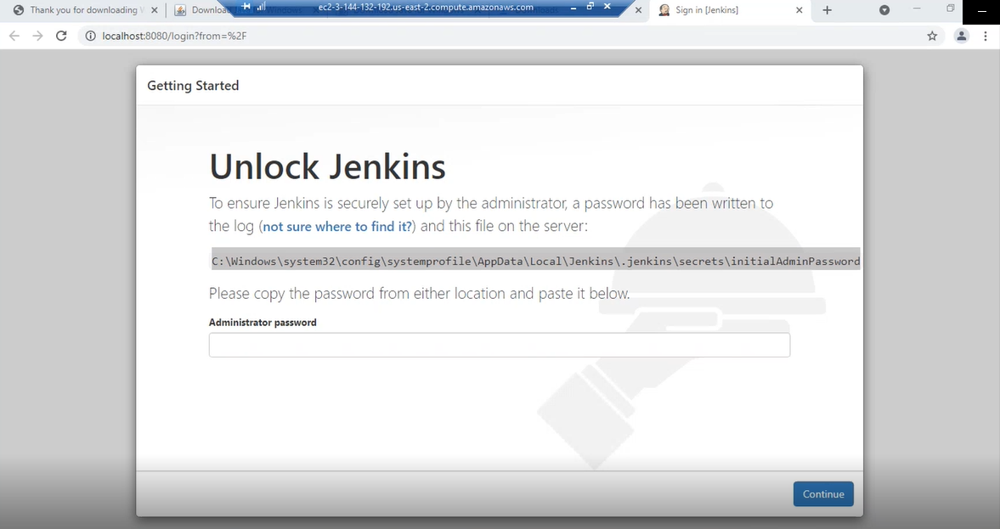 Thank you for downloading
Download
ec2-3-144-132-192.us-east-2.compute.amazonaws.com
Sign in [Jenkins]
localhost:8080/login?from=%2F
Getting Started
Unlock Jenkins
To ensure Jenkins is securely set up by the administrator, a password has been written to
the log (not sure where to find it?) and this file on the server:
C:\Windows\system32\config\systemprofile\AppData\Local\Jenkins\.jenkins\secrets\initialAdminPassword
Please copy the password from either location and paste it below.
Administrator password
Continue